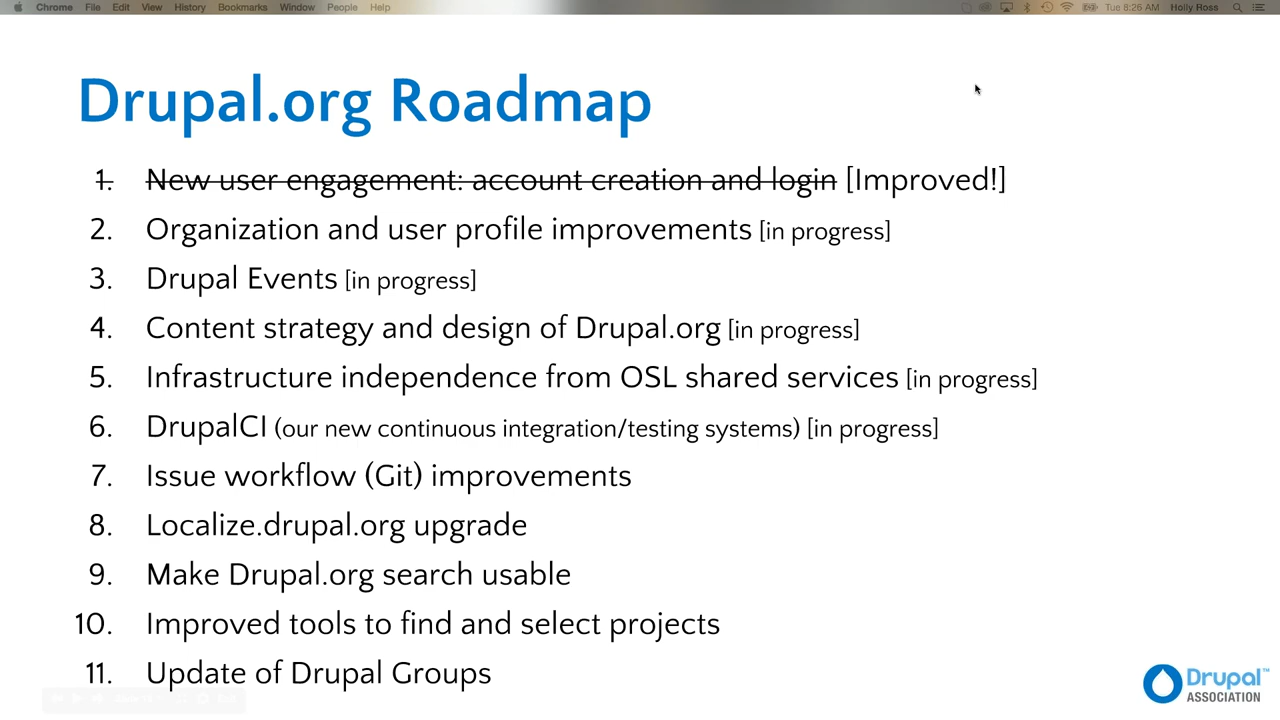 Chrome File Edit View History Bookmarks Window People Help Tue 8:26 AM Holly Ross
Drupal.org Roadmap
1. New user engagement: account creation and login [Improved!]
2. Organization and user profile improvements [in progress]
3. Drupal Events [in progress]
4. Content strategy and design of Drupal.org [in progress]
5. Infrastructure independence from OSL shared services [in progress]
6. DrupalCI (our new continuous integration/testing systems) [in progress]
7. Issue workflow (Git) improvements
8. Localize.drupal.org upgrade
9. Make Drupal.org search usable
10. Improved tools to find and select projects
11. Update of Drupal Groups
Drupal™
ASSOCIATION